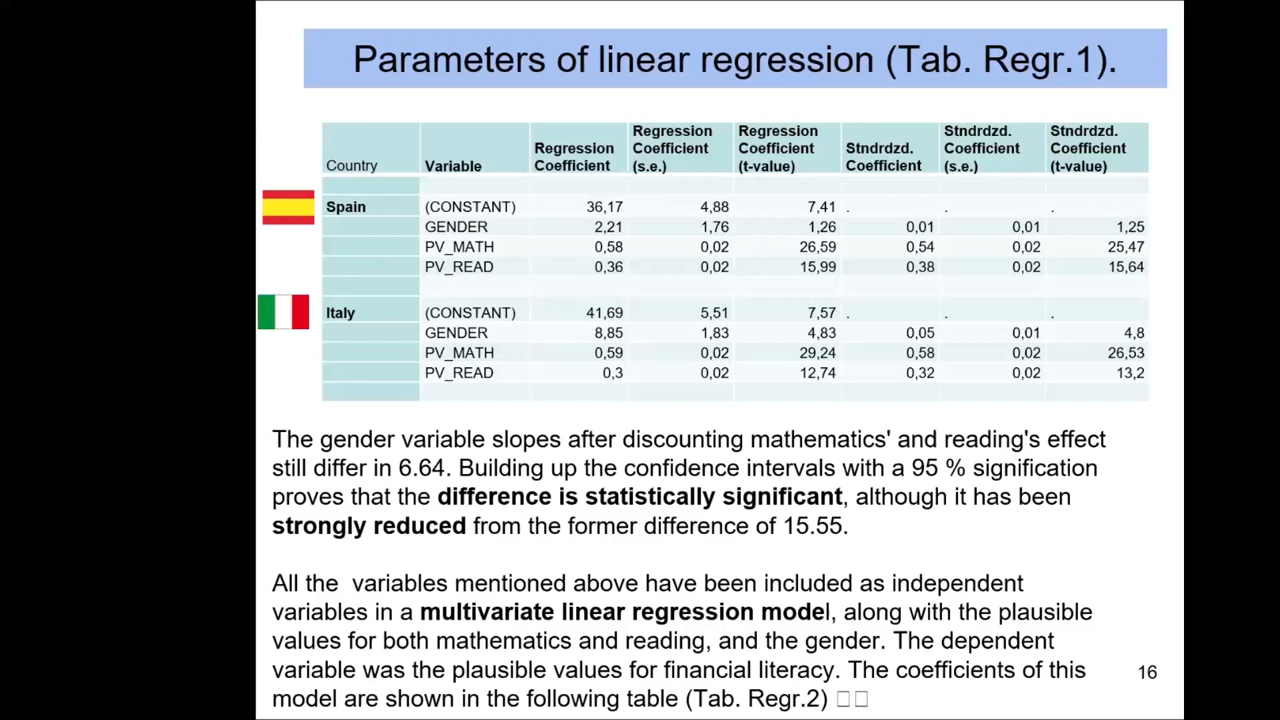 Parameters of linear regression (Tab. Regr.1).
Country Variable Regression Coefficient Regression Coefficient (s.e.) Regression Coefficient (t-value) Stndrdzd. Coefficient Stndrdzd. Coefficient (s.e.) Stndrdzd. Coefficient (t-value)
Spain (CONSTANT) 36,17 4,88 7,41 . . .
GENDER 2,21 1,76 1,26 0,01 0,01 1,25
PV_MATH 0,58 0,02 26,59 0,54 0,02 25,47
PV_READ 0,36 0,02 15,99 0,38 0,02 15,64
Italy (CONSTANT) 41,69 5,51 7,57 . . .
GENDER 8,85 1,83 4,83 0,05 0,01 4,8
PV_MATH 0,59 0,02 29,24 0,58 0,02 26,53
PV_READ 0,3 0,02 12,74 0,32 0,02 13,2
The gender variable slopes after discounting mathematics' and reading's effect
still differ in 6.64. Building up the confidence intervals with a 95 % signification
proves that the difference is statistically significant, although it has been
strongly reduced from the former difference of 15.55.
All the variables mentioned above have been included as independent
variables in a multivariate linear regression model, along with the plausible
values for both mathematics and reading, and the gender. The dependent
variable was the plausible values for financial literacy. The coefficients of this
model are shown in the following table (Tab. Regr.2)
16